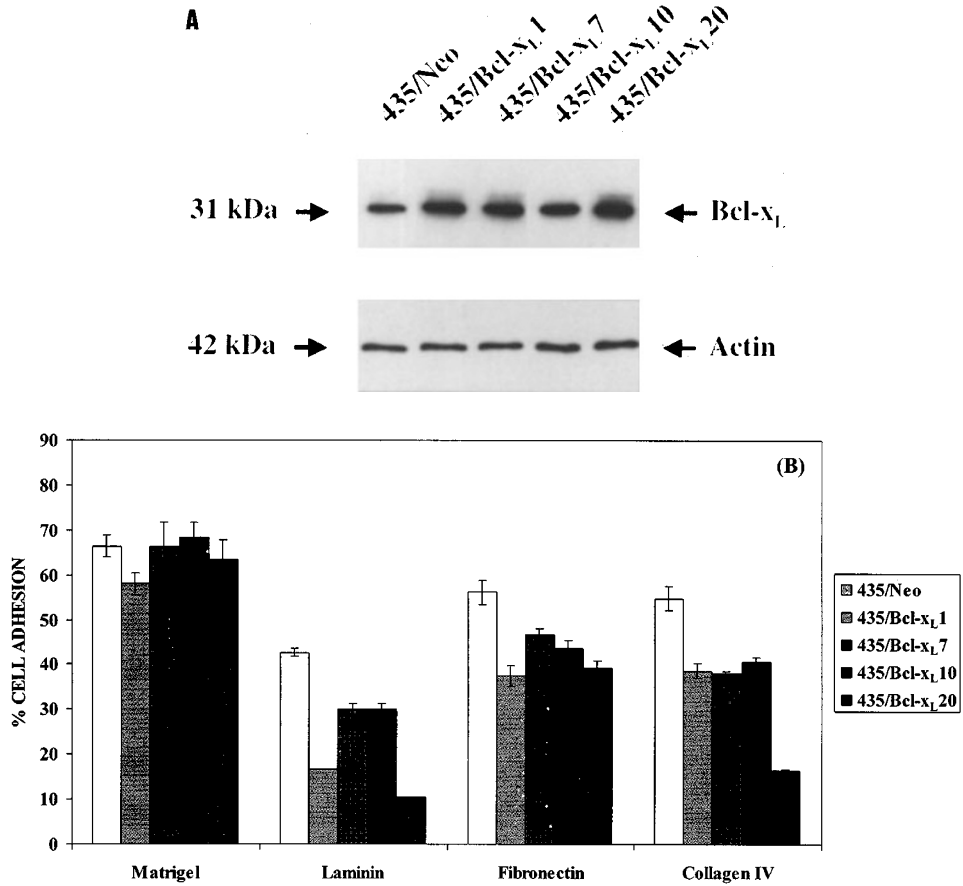 A
435/Neo
435/Bcl-xL1
435/Bcl-xL7
435/Bcl-xL10
435/Bcl-xL20
31 kDa
Bcl-xL
42 kDa
Actin
(B)
% CELL ADHESION
90
80
70
60
50
40
30
20
10
0
Matrigel
Laminin
Fibronectin
Collagen IV
435/Neo
435/Bcl-xL1
435/Bcl-xL7
435/Bcl-xL10
435/Bcl-xL20